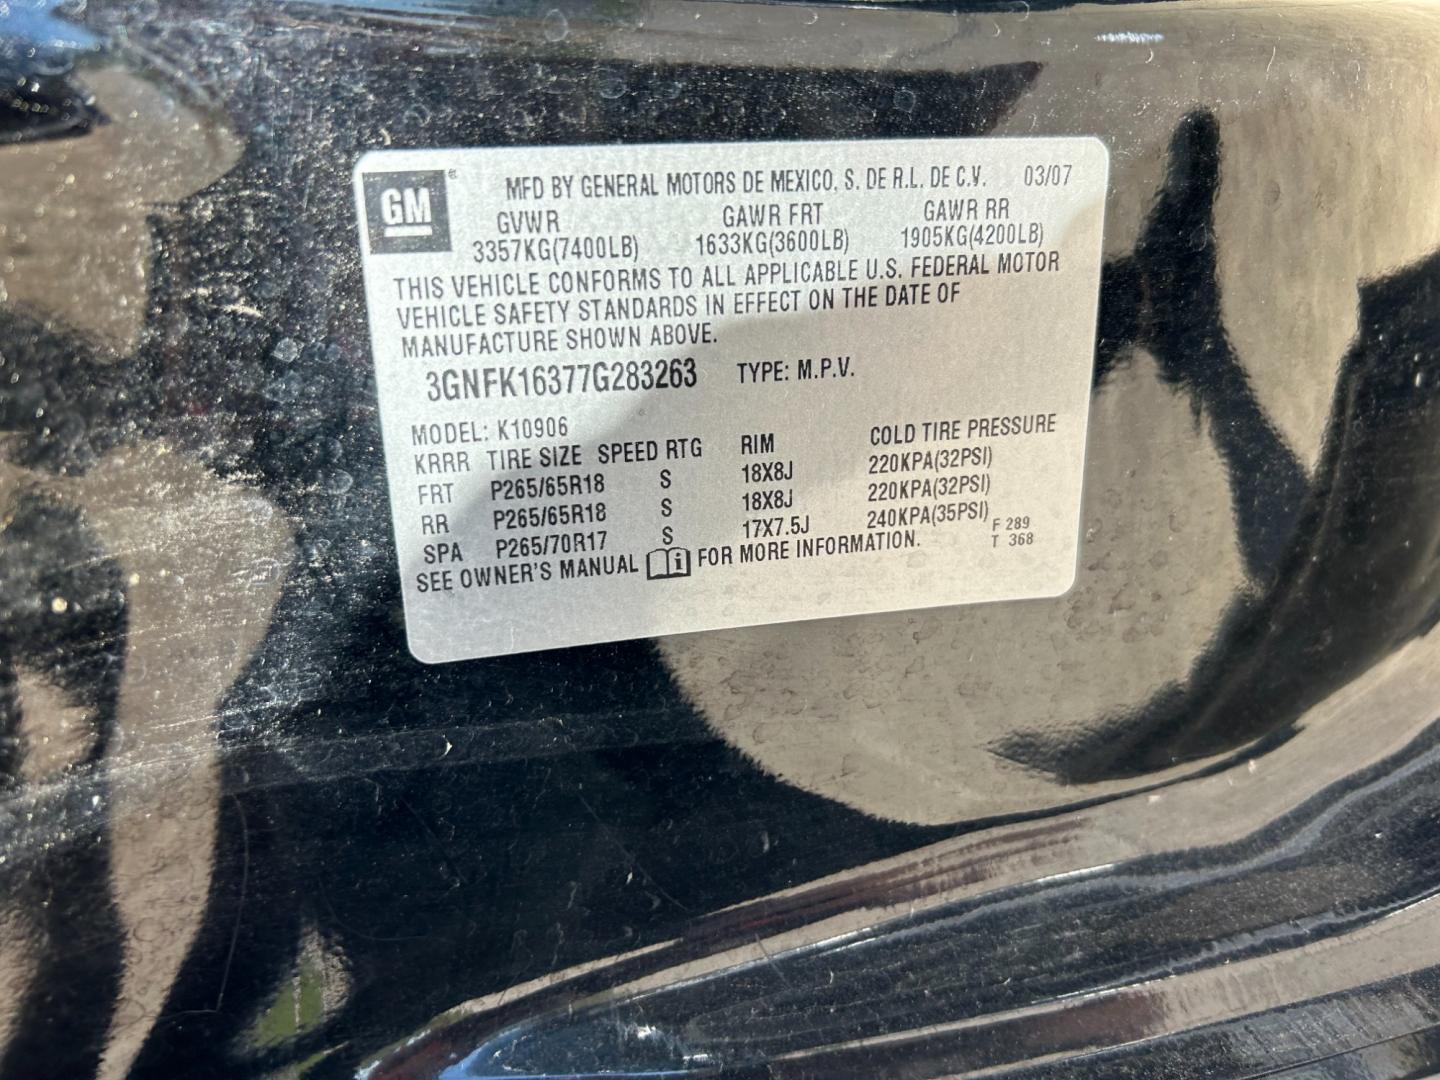 GM ®
MFD BY GENERAL MOTORS DE MEXICO, S. DE R.L. DE C.V. 03/07
GVWR GAWR FRT GAWR RR
3357KG(7400LB) 1633KG(3600LB) 1905KG(4200LB)
THIS VEHICLE CONFORMS TO ALL APPLICABLE U.S. FEDERAL MOTOR
VEHICLE SAFETY STANDARDS IN EFFECT ON THE DATE OF
MANUFACTURE SHOWN ABOVE.
3GNFK16377G283263 TYPE: M.P.V.
MODEL: K10906
KRRR TIRE SIZE SPEED RTG RIM COLD TIRE PRESSURE
FRT P265/65R18 S 18X8J 220KPA(32PSI)
RR P265/65R18 S 18X8J 220KPA(32PSI)
SPA P265/70R17 S 17X7.5J 240KPA(35PSI) F 289
SEE OWNER'S MANUAL i FOR MORE INFORMATION. T 368